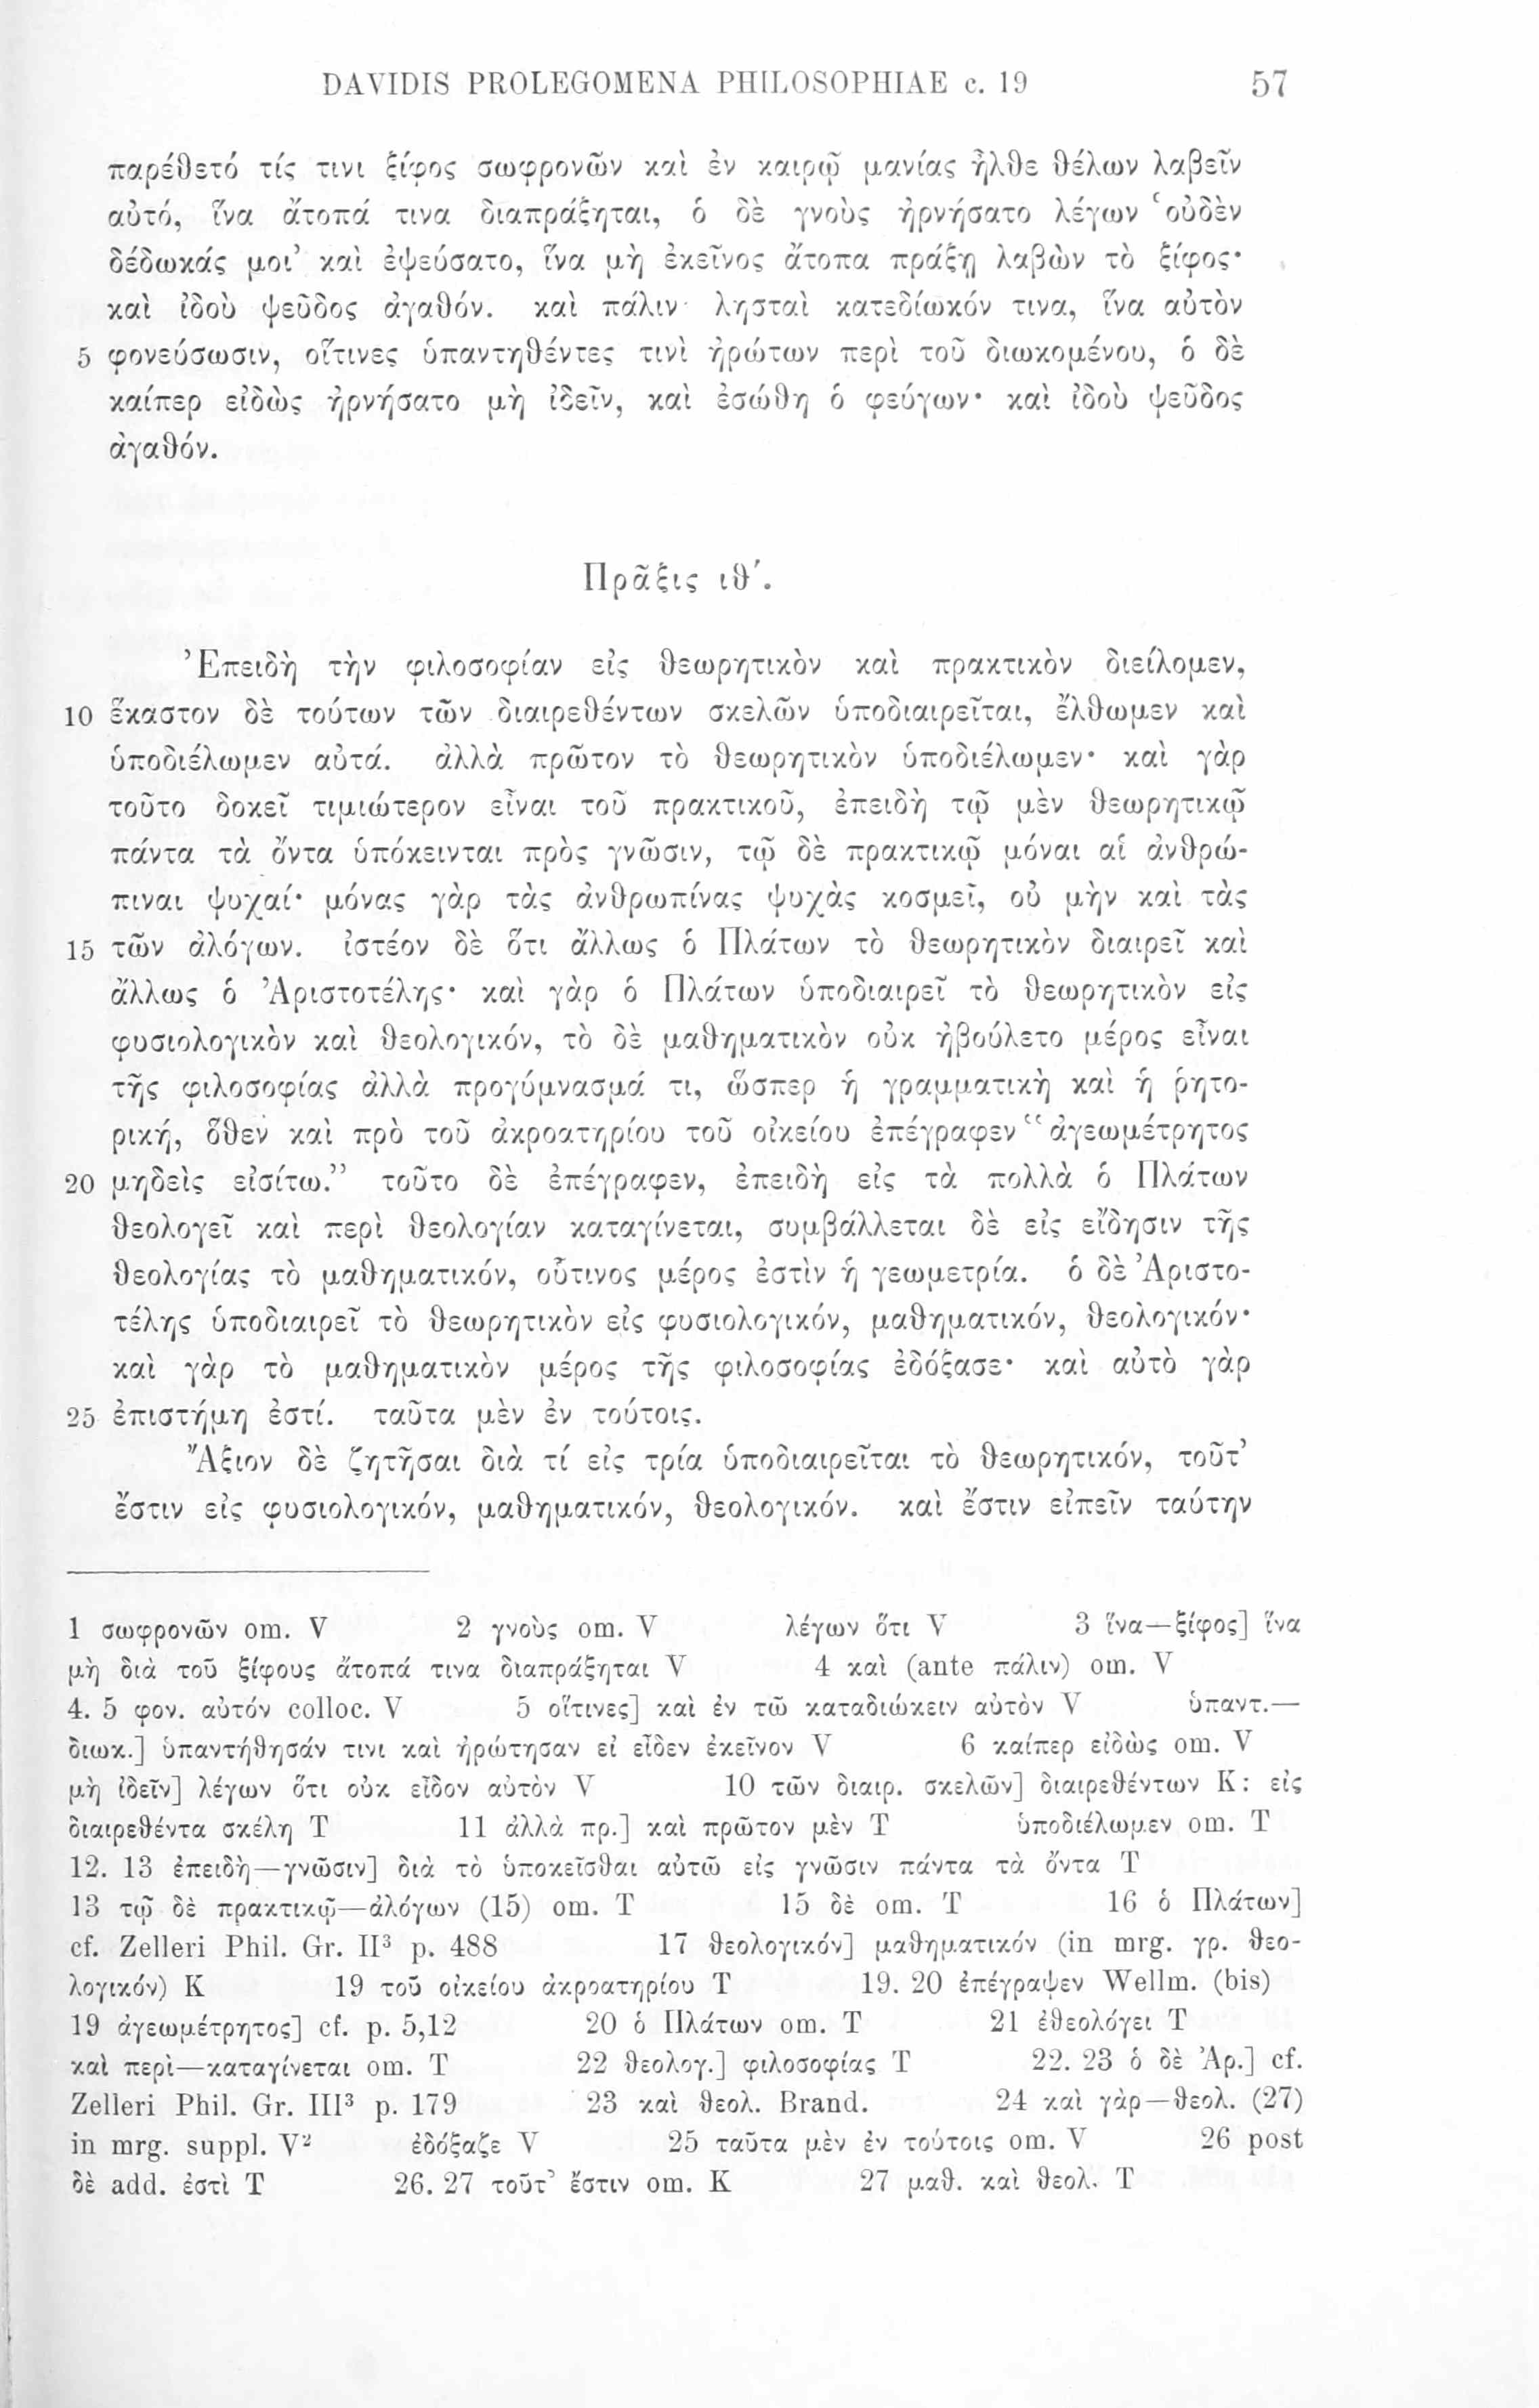 DAVIDIS PROLEGOMENA PHILOSOPHIAE c. 19 57
παρέθετό τίς τινι ξίφος σωφρονῶν καὶ ἐν καιρῷ μανίας ἦλθε θέλων λαβεῖν
αὐτό, ἵνα ἄτοπά τινα διαπράξηται, ὁ δὲ γνοὺς ἠρνήσατο λέγων ‘οὐδὲν
δέδωκάς μοι’ καὶ ἐψεύσατο, ἵνα μὴ ἐκεῖνος ἄτοπα πράξῃ λαβὼν τὸ ξίφος·
καὶ ἰδοὺ ψεῦδος ἀγαθόν. καὶ πάλιν λῃσταὶ κατεδίωκόν τινα, ἵνα αὐτὸν
5 φονεύσωσιν, οἵτινες ὑπαντηθέντες τινὶ ἠρώτων περὶ τοῦ διωκομένου, ὁ δὲ
καίπερ εἰδὼς ἠρνήσατο μὴ ἰδεῖν, καὶ ἐσώθη ὁ φεύγων· καὶ ἰδοὺ ψεῦδος
ἀγαθόν.
Πρᾶξις ιθ΄.
Ἐπειδὴ τὴν φιλοσοφίαν εἰς θεωρητικὸν καὶ πρακτικὸν διείλομεν,
10 ἕκαστον δὲ τούτων τῶν διαιρεθέντων σκελῶν ὑποδιαιρεῖται, ἔλθωμεν καὶ
ὑποδιέλωμεν αὐτά. ἀλλὰ πρῶτον τὸ θεωρητικὸν ὑποδιέλωμεν· καὶ γὰρ
τοῦτο δοκεῖ τιμιώτερον εἶναι τοῦ πρακτικοῦ, ἐπειδὴ τῷ μὲν θεωρητικῷ
πάντα τὰ ὄντα ὑπόκεινται πρὸς γνῶσιν, τῷ δὲ πρακτικῷ μόναι αἱ ἀνθρώ-
πιναι ψυχαί· μόνας γὰρ τὰς ἀνθρωπίνας ψυχὰς κοσμεῖ, οὐ μὴν καὶ τὰς
15 τῶν ἀλόγων. ἰστέον δὲ ὅτι ἄλλως ὁ Πλάτων τὸ θεωρητικὸν διαιρεῖ καὶ
ἄλλως ὁ Ἀριστοτέλης· καὶ γὰρ ὁ Πλάτων ὑποδιαιρεῖ τὸ θεωρητικὸν εἰς
φυσιολογικὸν καὶ θεολογικόν, τὸ δὲ μαθηματικὸν οὐκ ἠβούλετο μέρος εἶναι
τῆς φιλοσοφίας ἀλλὰ προγύμνασμά τι, ὥσπερ ἡ γραμματικὴ καὶ ἡ ῥητο-
ρική, ὅθεν καὶ πρὸ τοῦ ἀκροατηρίου τοῦ οἰκείου ἐπέγραφεν “ἀγεωμέτρητος
20 μηδεὶς εἰσίτω.” τοῦτο δὲ ἐπέγραφεν, ἐπειδὴ εἰς τὰ πολλὰ ὁ Πλάτων
θεολογεῖ καὶ περὶ θεολογίαν καταγίνεται, συμβάλλεται δὲ εἰς εἴδησιν τῆς
θεολογίας τὸ μαθηματικόν, οὗτινος μέρος ἐστὶν ἡ γεωμετρία. ὁ δὲ Ἀριστο-
τέλης ὑποδιαιρεῖ τὸ θεωρητικὸν εἰς φυσιολογικόν, μαθηματικόν, θεολογικόν·
καὶ γὰρ τὸ μαθηματικὸν μέρος τῆς φιλοσοφίας ἐδόξασε· καὶ αὐτὸ γὰρ
25 ἐπιστήμη ἐστί. ταῦτα μὲν ἐν τούτοις.
Ἄξιον δὲ ζητῆσαι διὰ τί εἰς τρία ὑποδιαιρεῖται τὸ θεωρητικόν, τοῦτ’
ἔστιν εἰς φυσιολογικόν, μαθηματικόν, θεολογικόν. καὶ ἔστιν εἰπεῖν ταύτην
1 σωφρονῶν om. V 2 γνοὺς om. V λέγων ὅτι V 3 ἵνα—ξίφος] ἵνα
μὴ διὰ τοῦ ξίφους ἄτοπά τινα διαπράξηται V 4 καὶ (ante πάλιν) om. V
4. 5 φον. αὐτόν colloc. V 5 οἵτινες] καὶ ἐν τῶ καταδιώκειν αὐτὸν V ὑπαντ.—
διωκ.] ὑπαντήθησάν τινι καὶ ἠρώτησαν εἰ εἶδεν ἐκεῖνον V 6 καίπερ εἰδὼς om. V
μὴ ἰδεῖν] λέγων ὅτι οὐκ εἶδον αὐτὸν V 10 τῶν διαιρ. σκελῶν] διαιρεθέντων K: εἰς
διαιρεθέντα σκέλη T 11 ἀλλὰ πρ.] καὶ πρῶτον μὲν T ὑποδιέλωμεν om. T
12. 13 ἐπειδὴ—γνῶσιν] διὰ τὸ ὑποκεῖσθαι αὐτῶ εἰς γνῶσιν πάντα τὰ ὄντα T
13 τῷ δὲ πρακτικῷ—ἀλόγων (15) om. T 15 δὲ om. T 16 ὁ Πλάτων]
cf. Zelleri Phil. Gr. II³ p. 488 17 θεολογικόν] μαθηματικόν (in mrg. γρ. θεο-
λογικόν) K 19 τοῦ οἰκείου ἀκροατηρίου T 19. 20 ἐπέγραψεν Wellm. (bis)
19 ἀγεωμέτρητος] cf. p. 5,12 20 ὁ Πλάτων om. T 21 ἐθεολόγει T
καὶ περὶ—καταγίνεται om. T 22 θεολογ.] φιλοσοφίας T 22. 23 ὁ δὲ Ἀρ.] cf.
Zelleri Phil. Gr. III³ p. 179 23 καὶ θεολ. Brand. 24 καὶ γὰρ—θεολ. (27)
in mrg. suppl. V² ἐδόξαζε V 25 ταῦτα μὲν ἐν τούτοις om. V 26 post
δὲ add. ἐστὶ T 26. 27 τοῦτ’ ἔστιν om. K 27 μαθ. καὶ θεολ. T